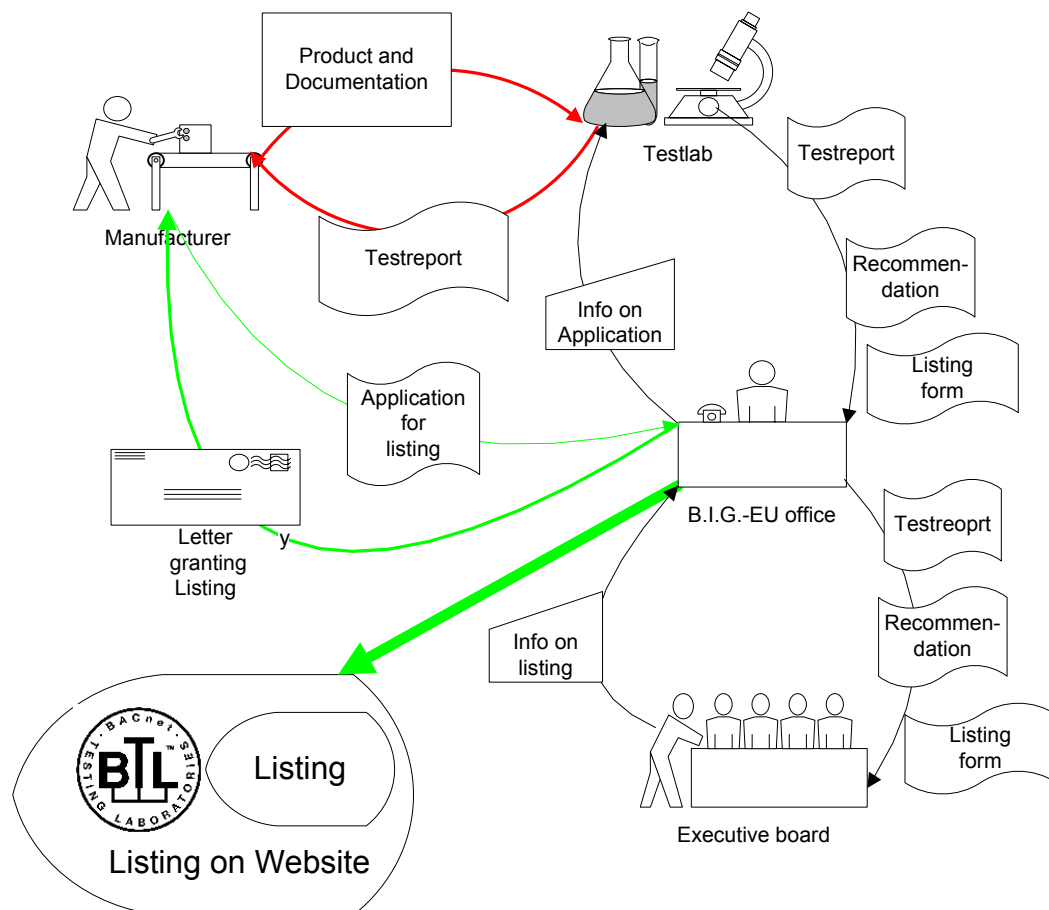 Product and
Documentation
Testlab
Testreport
Manufacturer
Testreport
Recommen-
dation
Info on
Application
Listing
form
Application
for
listing
B.I.G.-EU office
Letter
granting
Listing
y
Testreoprt
Info on
listing
Recommen-
dation
Listing
form
BACnet
TESTING LABORATORIES
BTL
™
Listing
Listing on Website
Executive board